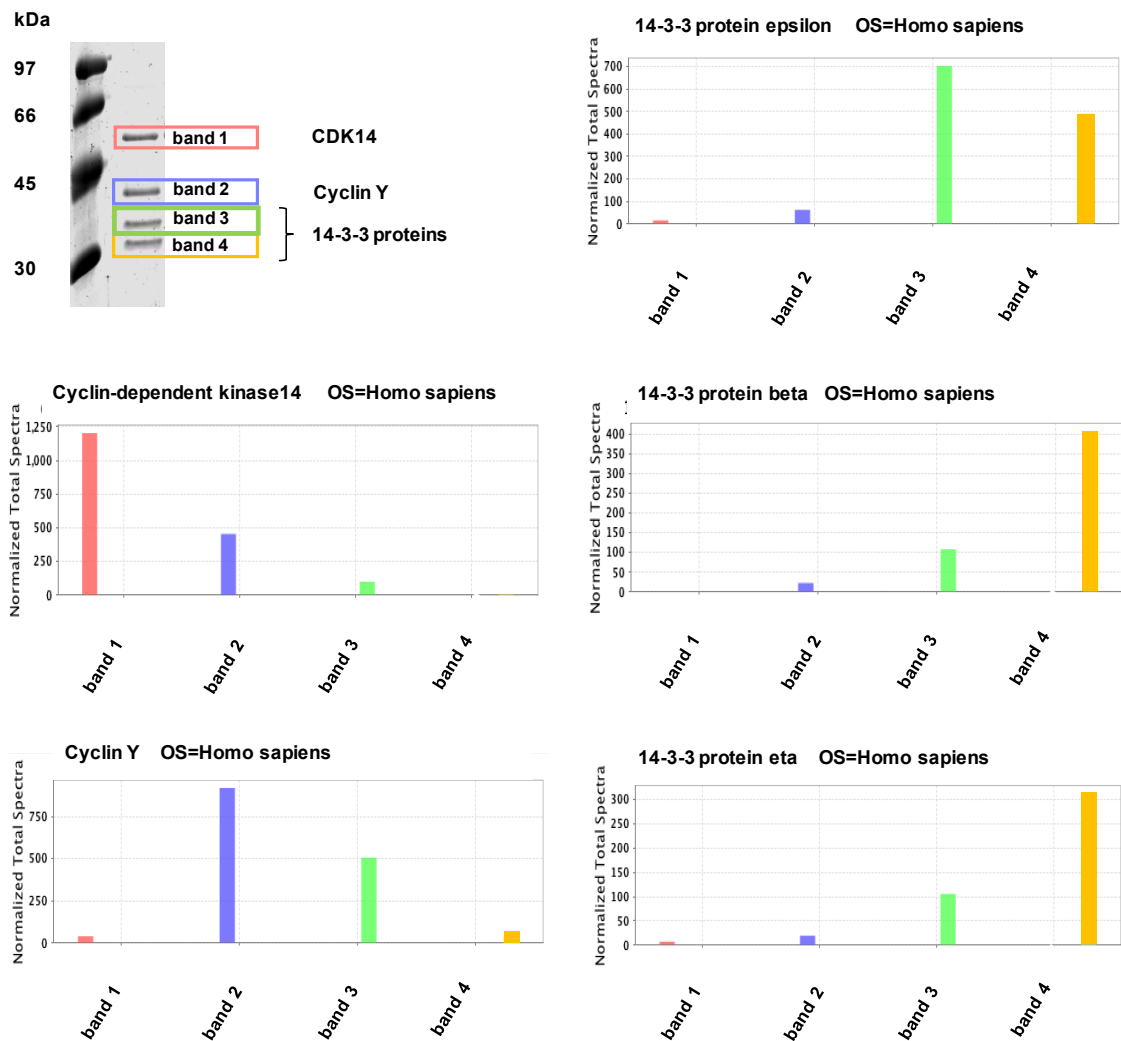 kDa
97
66
45
30
band 1
band 2
band 3
band 4
CDK14
Cyclin Y
14-3-3 proteins
14-3-3 protein epsilon OS=Homo sapiens
Normalized Total Spectra
700
600
500
400
300
200
100
0
band 1
band 2
band 3
band 4
Cyclin-dependent kinase14 OS=Homo sapiens
Normalized Total Spectra
1,250
1,000
750
500
250
0
band 1
band 2
band 3
band 4
14-3-3 protein beta OS=Homo sapiens
Normalized Total Spectra
400
350
300
250
200
150
100
50
0
band 1
band 2
band 3
band 4
Cyclin Y OS=Homo sapiens
Normalized Total Spectra
750
500
250
0
band 1
band 2
band 3
band 4
14-3-3 protein eta OS=Homo sapiens
Normalized Total Spectra
300
250
200
150
100
50
0
band 1
band 2
band 3
band 4